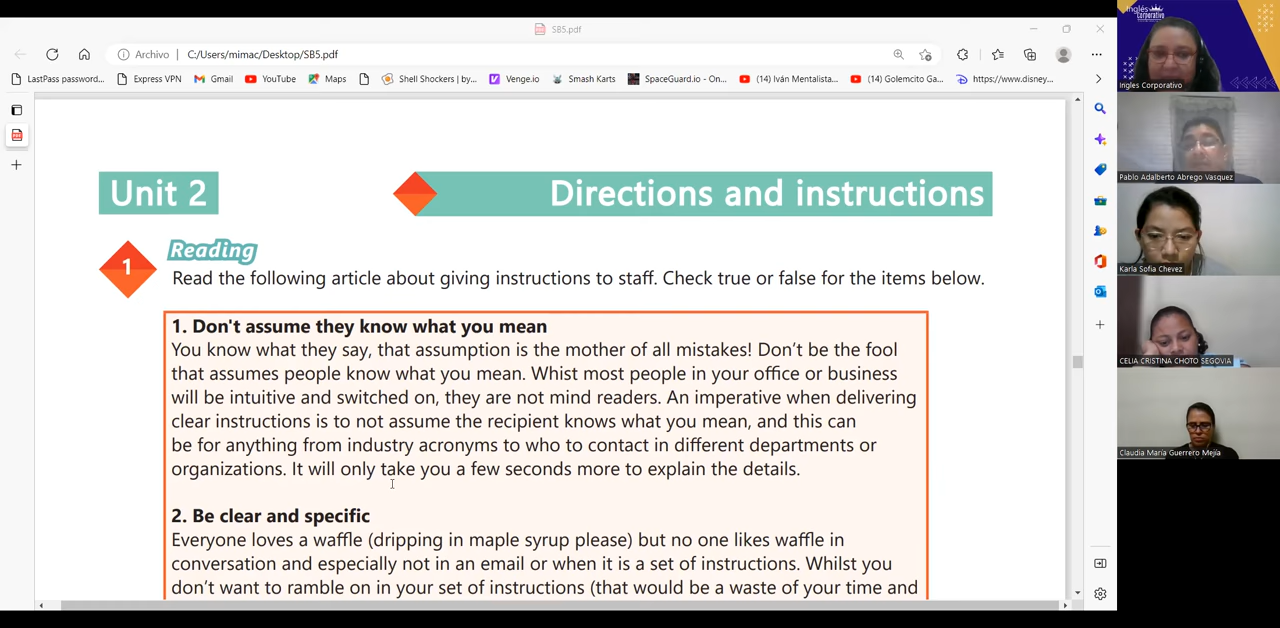 SB5.pdf
Archivo C:/Users/mimac/Desktop/SB5.pdf
LastPass password... Express VPN Gmail YouTube Maps Shell Shockers | by... Venge.io Smash Karts SpaceGuard.io - On... (14) Iván Mentalista... (14) Golemcito Ga... https://www.disney...
Unit 2 Directions and instructions
Reading
1 Read the following article about giving instructions to staff. Check true or false for the items below.
1. Don't assume they know what you mean
You know what they say, that assumption is the mother of all mistakes! Don't be the fool
that assumes people know what you mean. Whist most people in your office or business
will be intuitive and switched on, they are not mind readers. An imperative when delivering
clear instructions is to not assume the recipient knows what you mean, and this can
be for anything from industry acronyms to who to contact in different departments or
organizations. It will only take you a few seconds more to explain the details.
2. Be clear and specific
Everyone loves a waffle (dripping in maple syrup please) but no one likes waffle in
conversation and especially not in an email or when it is a set of instructions. Whilst you
don't want to ramble on in your set of instructions (that would be a waste of your time and
Inglés
Corporativo
Ingles Corporativo
Pablo Adalberto Abrego Vasquez
Karla Sofia Chevez
CELIA CRISTINA CHOTO SEGOVIA
Claudia María Guerrero Mejía